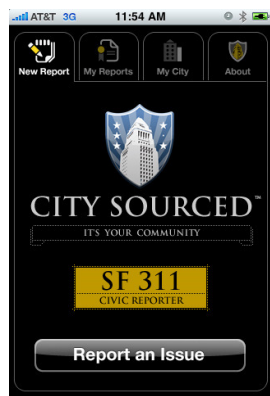 AT&T 3G 11:54 AM
New Report My Reports My City About
CITY SOURCED™
IT'S YOUR COMMUNITY
SF 311
CIVIC REPORTER
Report an Issue